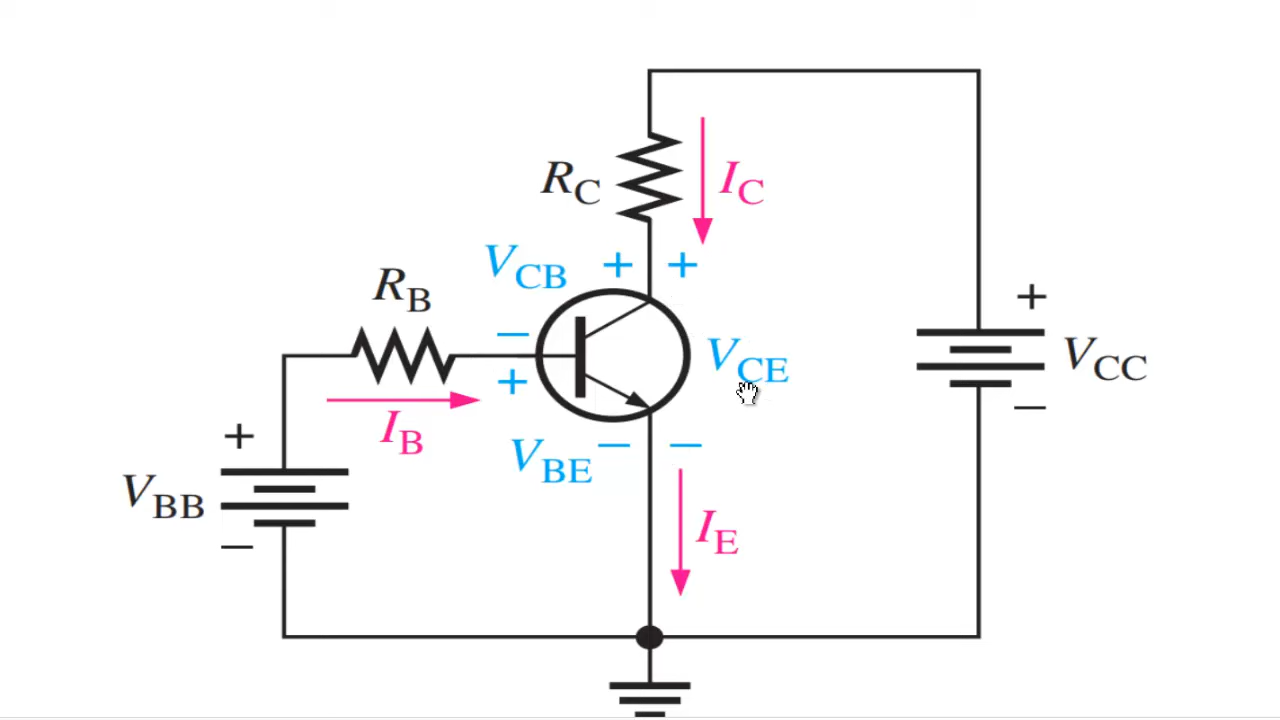 R_C
I_C
V_CB
+ +
R_B
+
−
V_CE
V_CC
+
−
I_B
+
V_BE
− −
V_BB
−
I_E